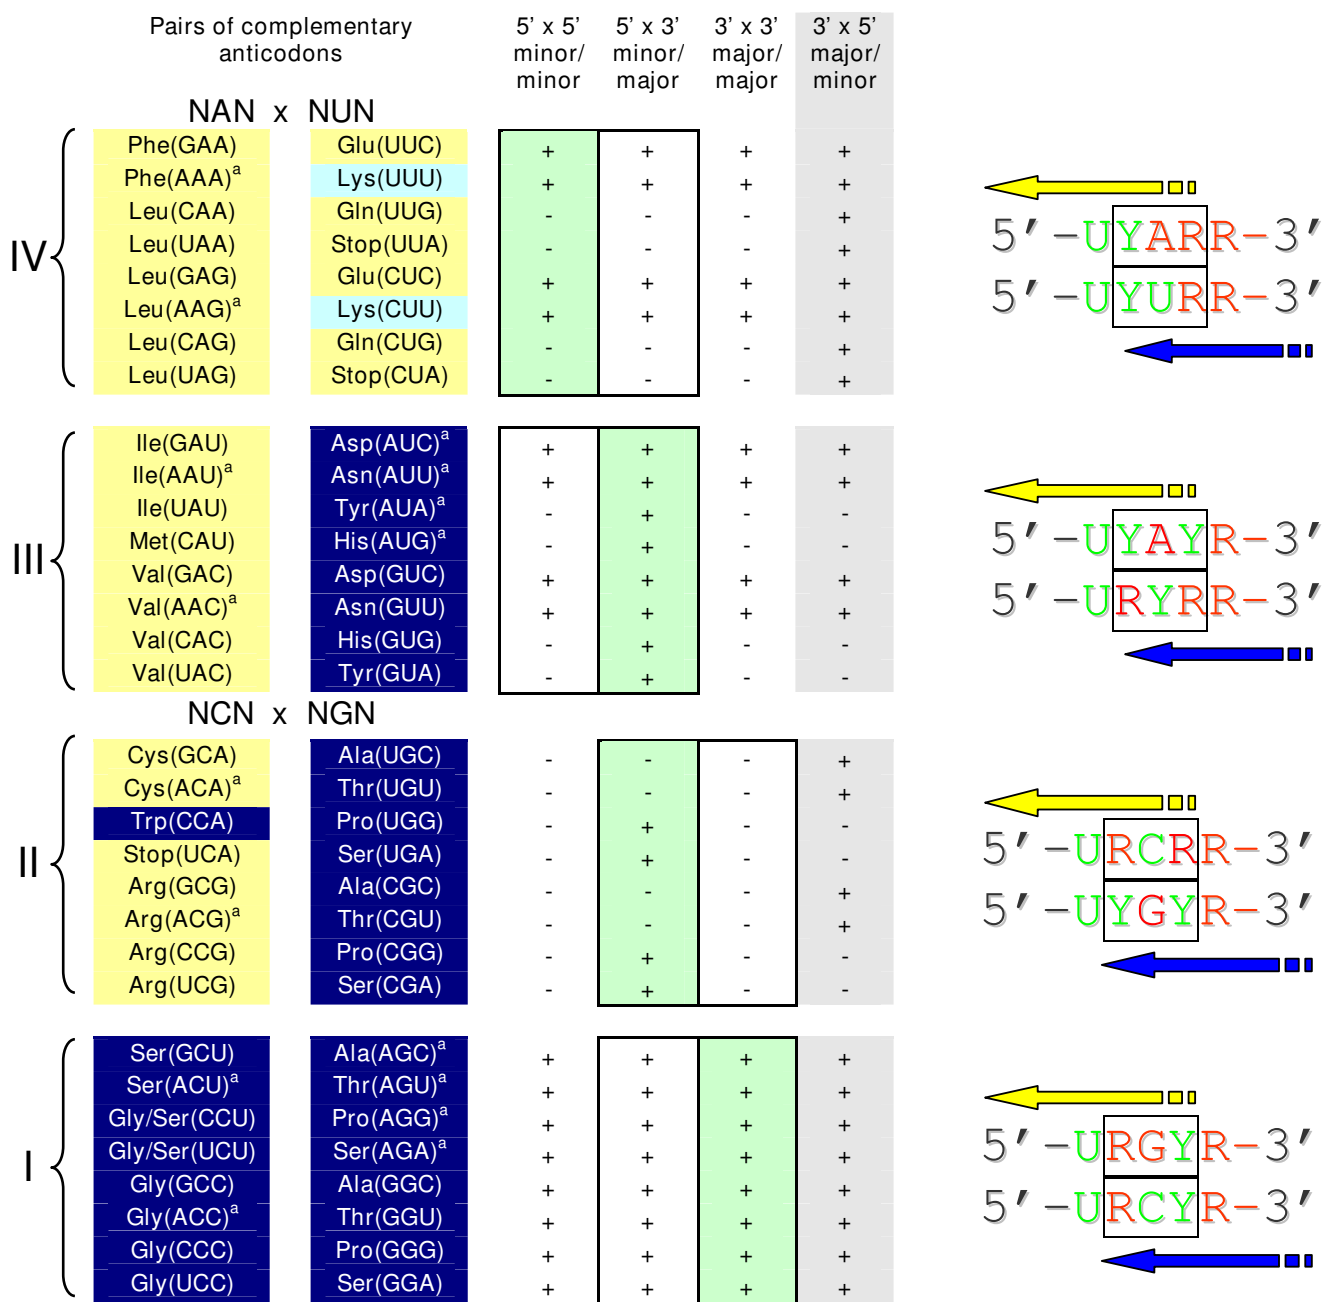 Pairs of complementary anticodons 5’ x 5’ minor/ minor 5’ x 3’ minor/ major 3’ x 3’ major/ major 3’ x 5’ major/ minor
NAN x NUN
IV
Phe(GAA) Glu(UUC) + + + +
Phe(AAA)a Lys(UUU) + + + +
Leu(CAA) Gln(UUG) - - - +
Leu(UAA) Stop(UUA) - - - +
Leu(GAG) Glu(CUC) + + + +
Leu(AAG)a Lys(CUU) + + + +
Leu(CAG) Gln(CUG) - - - +
Leu(UAG) Stop(CUA) - - - +
5’ -UYARR-3’
5’ -UYURR-3’
III
Ile(GAU) Asp(AUC)a + + + +
Ile(AAU)a Asn(AUU)a + + + +
Ile(UAU) Tyr(AUA)a - + - -
Met(CAU) His(AUG)a - + - -
Val(GAC) Asp(GUC) + + + +
Val(AAC)a Asn(GUU) + + + +
Val(CAC) His(GUG) - + - -
Val(UAC) Tyr(GUA) - + - -
5’ -UYAYR-3’
5’ -URYRR-3’
NCN x NGN
II
Cys(GCA) Ala(UGC) - - - +
Cys(ACA)a Thr(UGU) - - - +
Trp(CCA) Pro(UGG) - + - -
Stop(UCA) Ser(UGA) - + - -
Arg(GCG) Ala(CGC) - - - +
Arg(ACG)a Thr(CGU) - - - +
Arg(CCG) Pro(CGG) - + - -
Arg(UCG) Ser(CGA) - + - -
5’ -URCRR-3’
5’ -UYGYR-3’
I
Ser(GCU) Ala(AGC)a + + + +
Ser(ACU)a Thr(AGU)a + + + +
Gly/Ser(CCU) Pro(AGG)a + + + +
Gly/Ser(UCU) Ser(AGA)a + + + +
Gly(GCC) Ala(GGC) + + + +
Gly(ACC)a Thr(GGU) + + + +
Gly(CCC) Pro(GGG) + + + +
Gly(UCC) Ser(GGA) + + + +
5’ -URGYR-3’
5’ -URCYR-3’